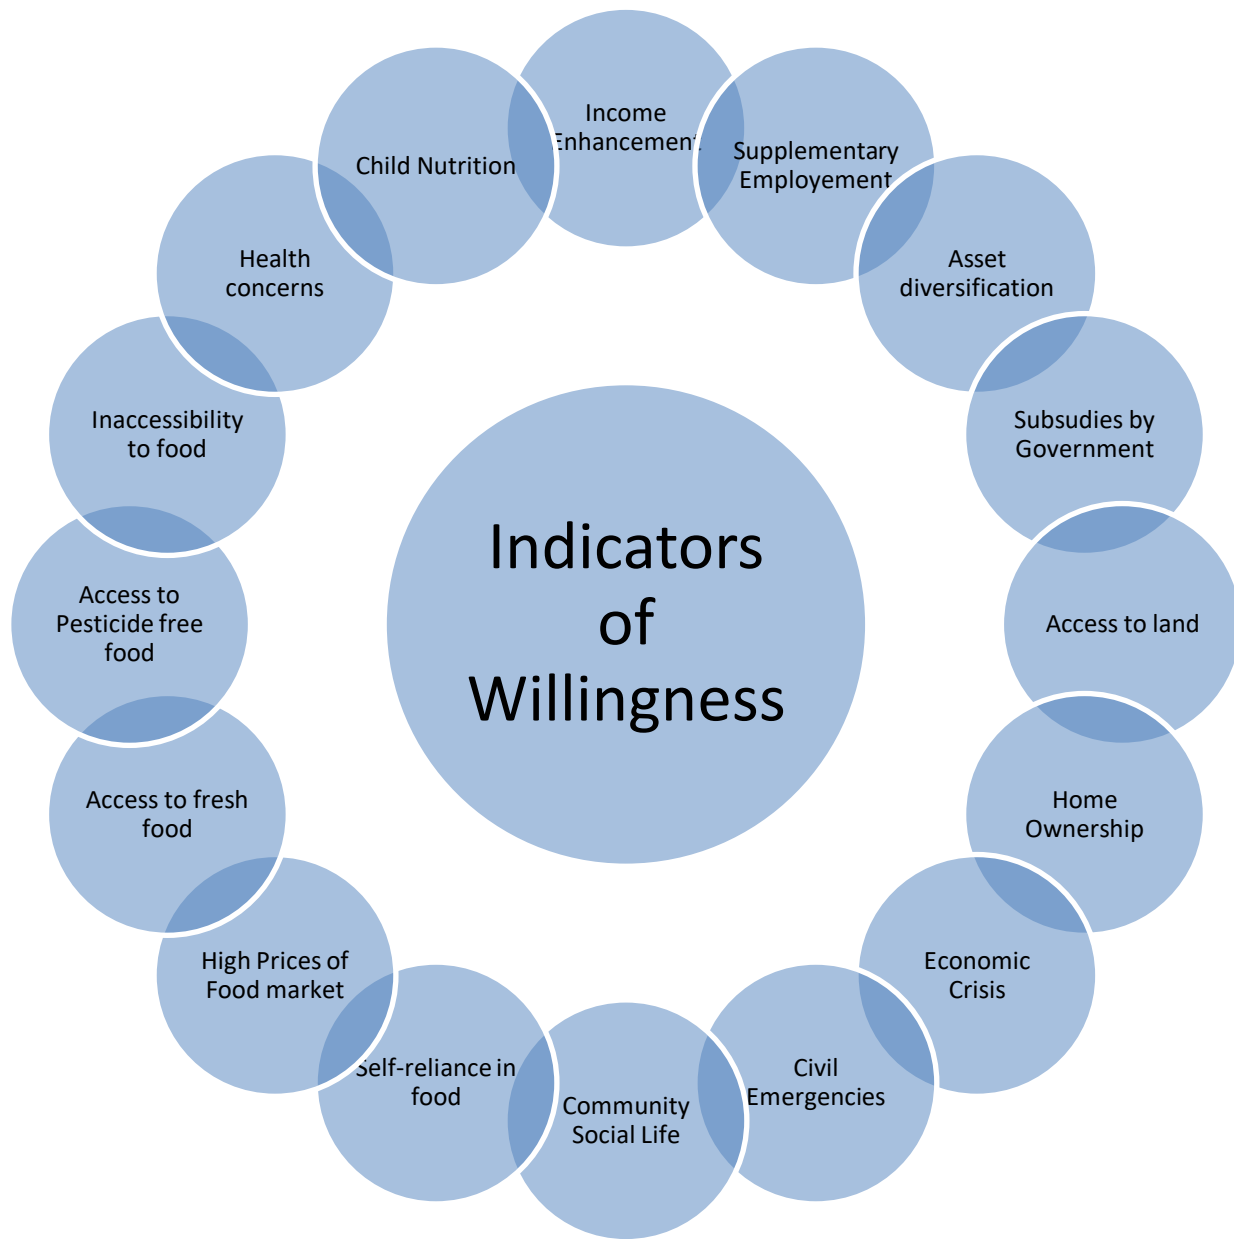 Income
Enhancement
Supplementary
Employement
Asset
diversification
Subsudies by
Government
Access to land
Home
Ownership
Economic
Crisis
Civil
Emergencies
Community
Social Life
Self-reliance in
food
High Prices of
Food market
Access to fresh
food
Access to
Pesticide free
food
Inaccessibility
to food
Health
concerns
Child Nutrition
Indicators
of
Willingness